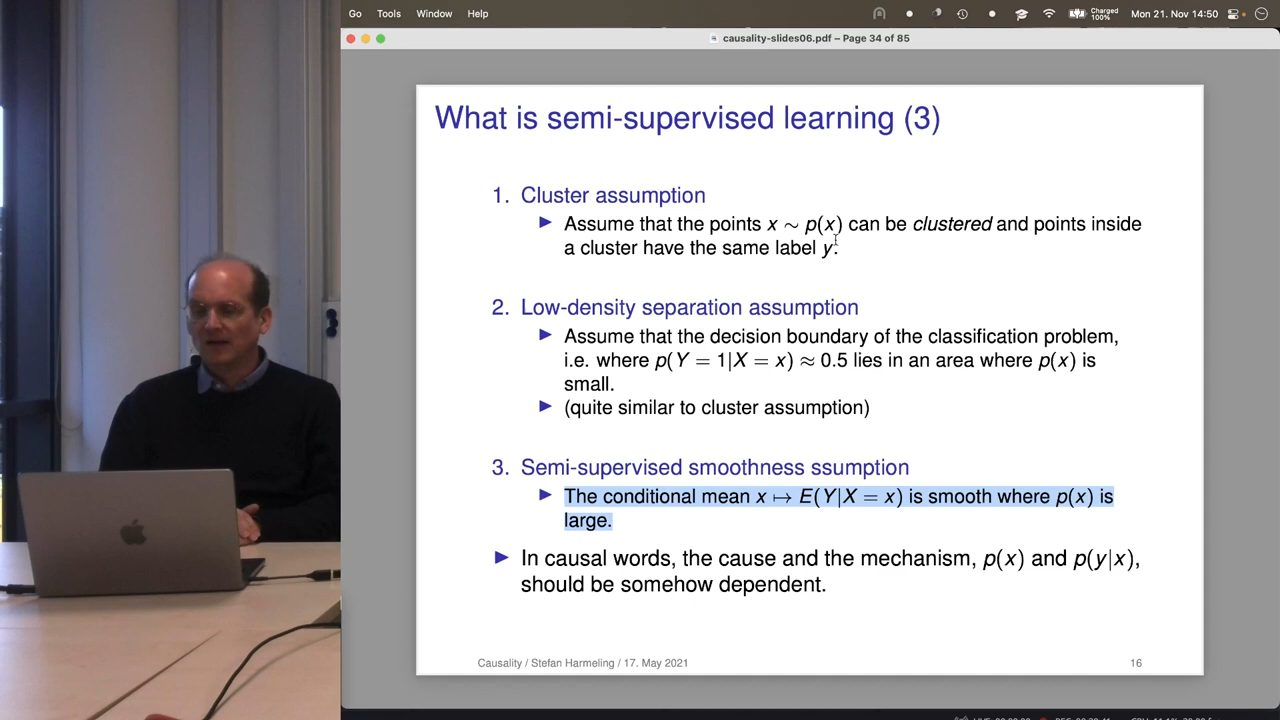 Go Tools Window Help Charged 100% Mon 21. Nov 14:50
causality-slides06.pdf – Page 34 of 85
What is semi-supervised learning (3)
1. Cluster assumption
▶ Assume that the points x ∼ p(x) can be clustered and points inside
a cluster have the same label y.
2. Low-density separation assumption
▶ Assume that the decision boundary of the classification problem,
i.e. where p(Y = 1|X = x) ≈ 0.5 lies in an area where p(x) is
small.
▶ (quite similar to cluster assumption)
3. Semi-supervised smoothness ssumption
▶ The conditional mean x ↦ E(Y|X = x) is smooth where p(x) is
large.
▶ In causal words, the cause and the mechanism, p(x) and p(y|x),
should be somehow dependent.
Causality / Stefan Harmeling / 17. May 2021 16